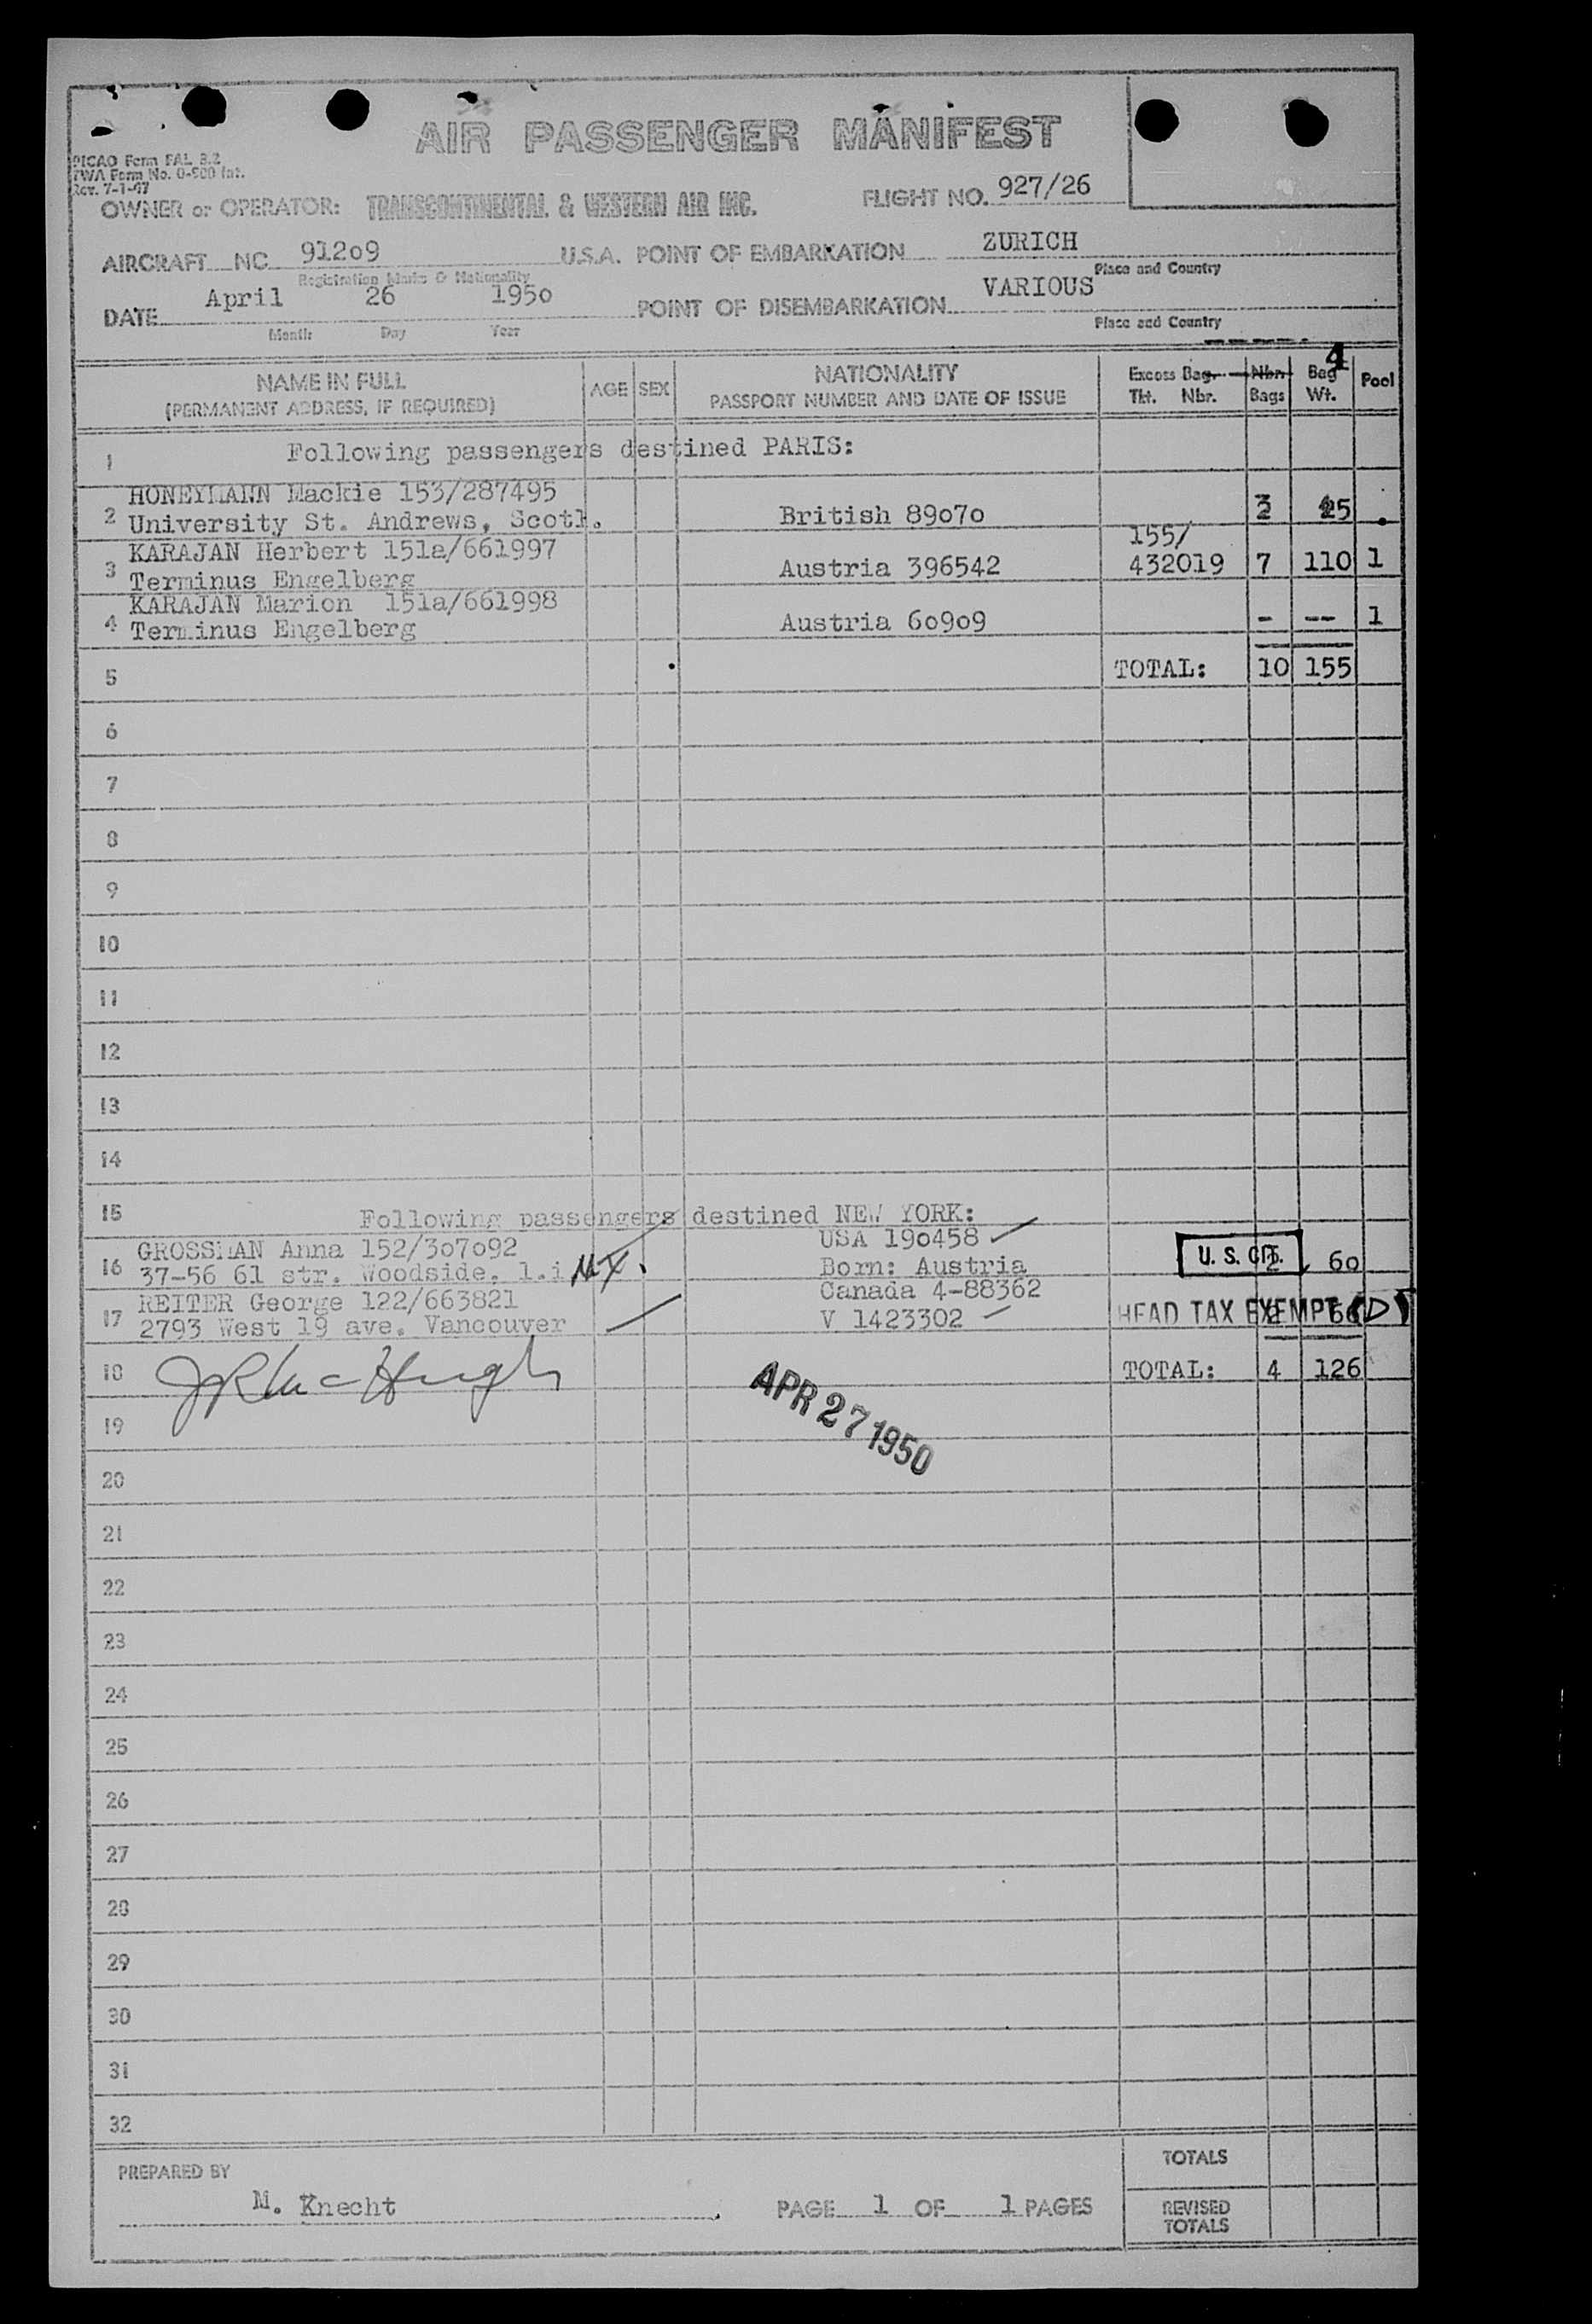 AIR PASSENGER MANIFEST
PICAO Form FAL 3.2
TWA Form No. 0-900 Int.
Rev. 7-1-47
OWNER or OPERATOR: TRANSCONTINENTAL & WESTERN AIR INC. FLIGHT NO. 927/26
AIRCRAFT NC 91209 U.S.A. POINT OF EMBARKATION ZURICH
Registration Marks & Nationality Place and Country
DATE April 26 1950 POINT OF DISEMBARKATION VARIOUS
Month Day Year Place and Country
4
NAME IN FULL AGE SEX NATIONALITY Excess Bag. Nbr. Bag Pool
(PERMANENT ADDRESS, IF REQUIRED) PASSPORT NUMBER AND DATE OF ISSUE Tkt. Nbr. Bags Wt.
1 Following passengers destined PARIS:
HONEYMANN Mackie 153/287495
2 University St. Andrews, Scotl. British 89070 3 45
KARAJAN Herbert 151a/661997 155/
3 Terminus Engelberg Austria 396542 432019 7 110 1
KARAJAN Marion 151a/661998
4 Terminus Engelberg Austria 60909 - -- 1
5 TOTAL: 10 155
6
7
8
9
10
11
12
13
14
15 Following passengers destined NEW YORK:
GROSSMAN Anna 152/307092 USA 190458
16 37-56 61 str. Woodside, l.i Born: Austria U. S. CIT. 2 60
REITER George 122/663821 Canada 4-88362
17 2793 West 19 ave. Vancouver V 1423302 HEAD TAX EXEMPT (D) 2 66
18 TOTAL: 4 126
APR 27 1950
19
20
21
22
23
24
25
26
27
28
29
30
31
32
PREPARED BY TOTALS
M. Knecht PAGE 1 OF 1 PAGES REVISED
TOTALS